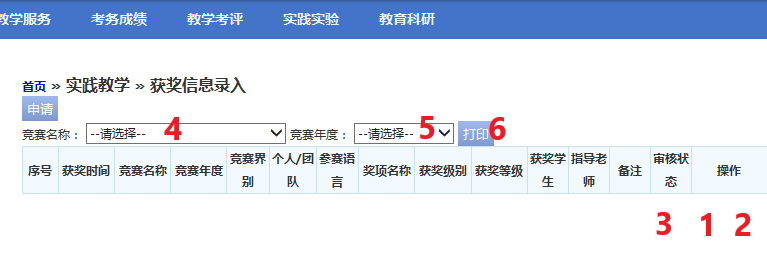 教学服务 考务成绩 教学考评 实践实验 教育科研
首页 » 实践教学 » 获奖信息录入
申请
竞赛名称： --请选择-- 4 竞赛年度： --请选择-- 5 打印 6
序号 获奖时间 竞赛名称 竞赛年度 竞赛界别 个人/团队 参赛语言 奖项名称 获奖级别 获奖等级 获奖学生 指导老师 备注 审核状态 操作
3 1 2